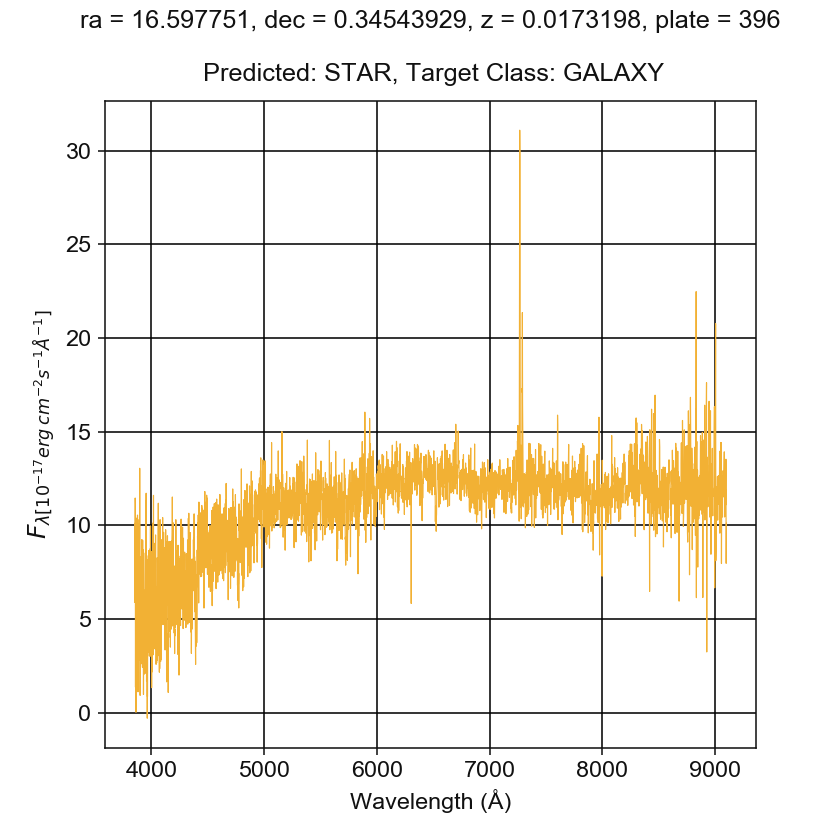 ra = 16.597751, dec = 0.34543929, z = 0.0173198, plate = 396
Predicted: STAR, Target Class: GALAXY
30
25
20
15
10
5
0
F_{λ[10^{−17} erg cm^{−2}s^{−1}Å^{−1}]}
4000 5000 6000 7000 8000 9000
Wavelength (Å)